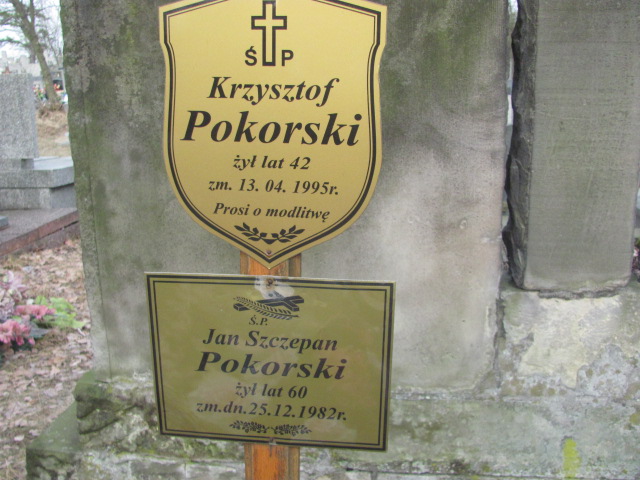 Ś P
Krzysztof
Pokorski
żył lat 42
zm. 13. 04. 1995r.
Prosi o modlitwę
Ś.P.
Jan Szczepan
Pokorski
żył lat 60
zm.dn.25.12.1982r.